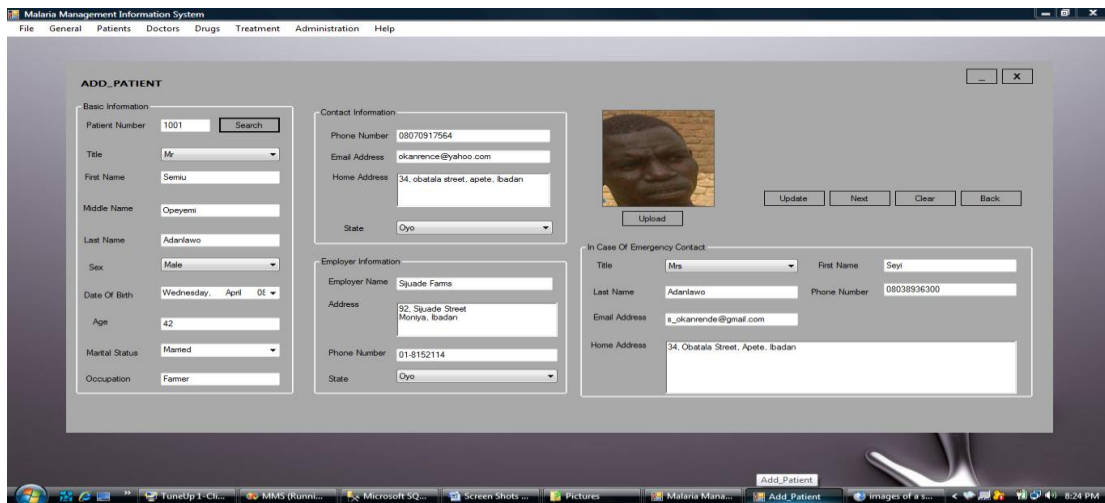 Malaria Management Information System
File General Patients Doctors Drugs Treatment Administration Help
ADD_PATIENT
_ X
Basic Information
Patient Number 1001 Search
Title Mr
First Name Semiu
Middle Name Opeyemi
Last Name Adanlawo
Sex Male
Date Of Birth Wednesday, April 08
Age 42
Marital Status Married
Occupation Farmer
Contact Information
Phone Number 08070917564
Email Address okanrence@yahoo.com
Home Address 34, obatala street, apete, Ibadan
State Oyo
Employer Information
Employer Name Sijuade Farms
Address 92, Sijuade Street
Moniya, Ibadan
Phone Number 01-8152114
State Oyo
Upload
Update Next Clear Back
In Case Of Emergency Contact
Title Mrs First Name Seyi
Last Name Adanlawo Phone Number 08038936300
Email Address s_okanrende@gmail.com
Home Address 34, Obatala Street, Apete, Ibadan
Add_Patient
TuneUp 1-Cli... MMS (Runni... Microsoft SQ... Screen Shots ... Pictures Malaria Mana... Add_Patient images of a s... 8:24 PM